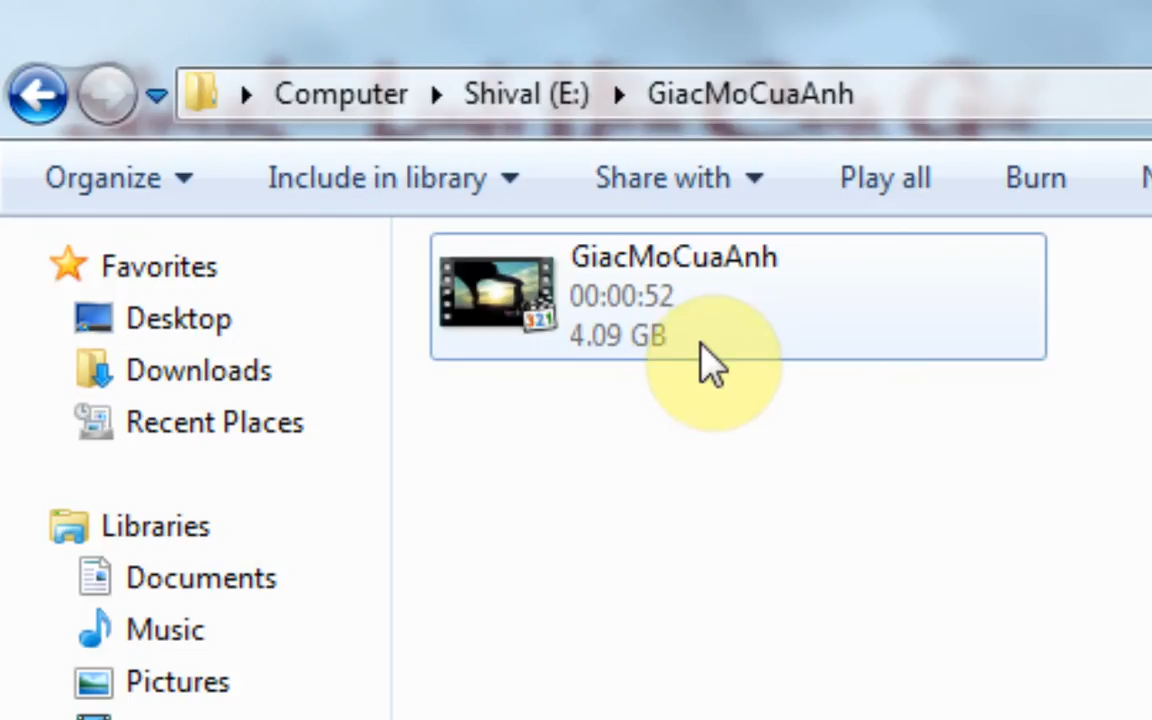 Computer Shival (E:) GiacMoCuaAnh
Organize Include in library Share with Play all Burn
Favorites
Desktop
Downloads
Recent Places
Libraries
Documents
Music
Pictures
GiacMoCuaAnh
00:00:52
4.09 GB
321